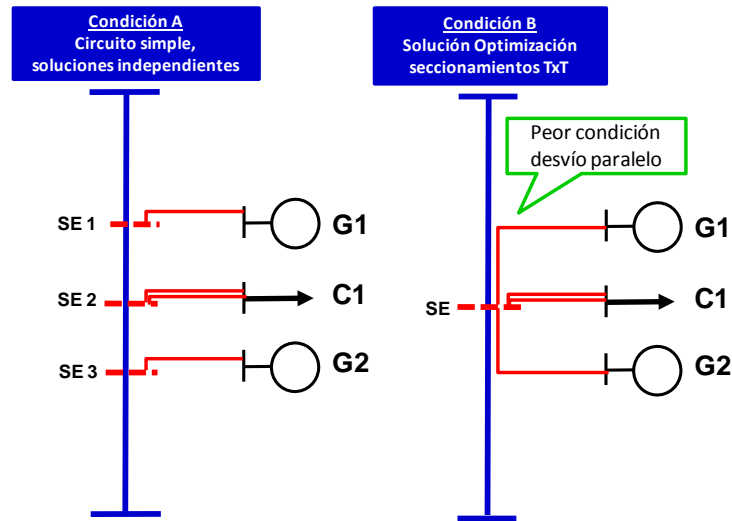 Condición A
Circuito simple,
soluciones independientes
Condición B
Solución Optimización
seccionamientos TxT
Peor condición
desvío paralelo
SE 1
G1
SE 2
C1
SE 3
G2
G1
SE
C1
G2